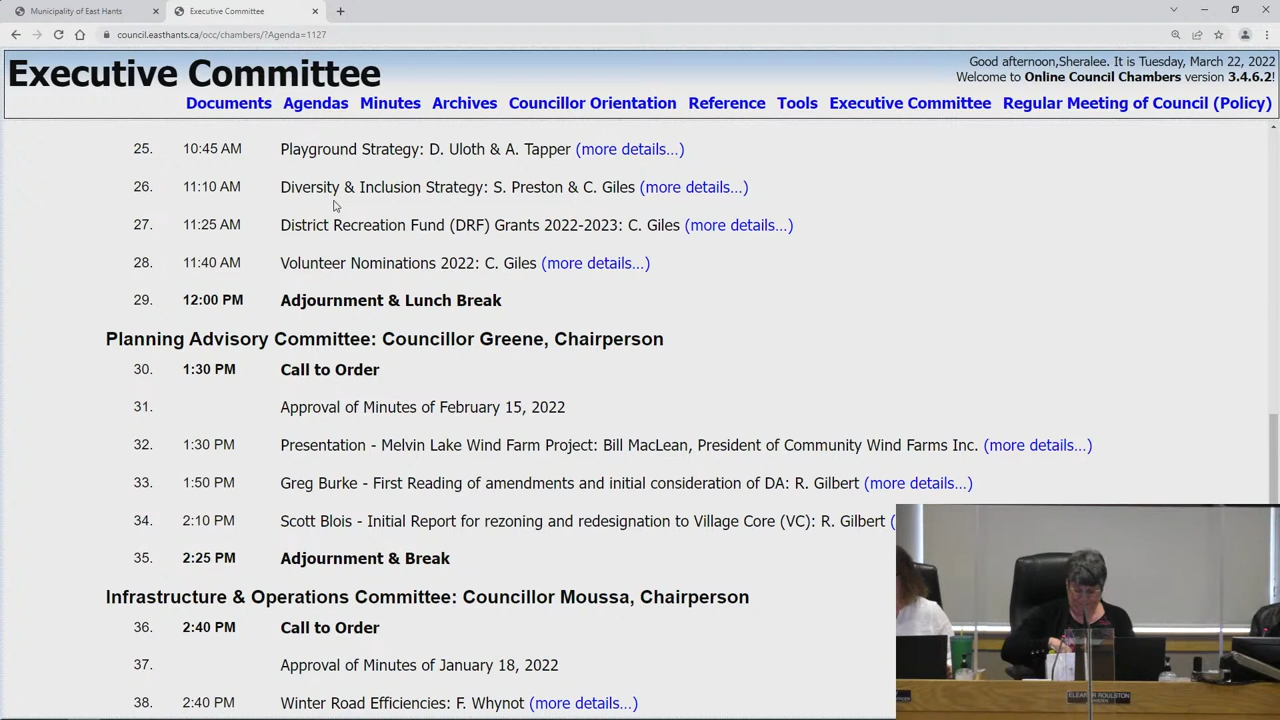 Municipality of East Hants
Executive Committee
council.easthants.ca/occ/chambers/?Agenda=1127
Executive Committee
Good afternoon,Sheralee. It is Tuesday, March 22, 2022
Welcome to Online Council Chambers version 3.4.6.2!
Documents Agendas Minutes Archives Councillor Orientation Reference Tools Executive Committee Regular Meeting of Council (Policy)
25. 10:45 AM Playground Strategy: D. Uloth & A. Tapper (more details...)
26. 11:10 AM Diversity & Inclusion Strategy: S. Preston & C. Giles (more details...)
27. 11:25 AM District Recreation Fund (DRF) Grants 2022-2023: C. Giles (more details...)
28. 11:40 AM Volunteer Nominations 2022: C. Giles (more details...)
29. 12:00 PM Adjournment & Lunch Break
Planning Advisory Committee: Councillor Greene, Chairperson
30. 1:30 PM Call to Order
31. Approval of Minutes of February 15, 2022
32. 1:30 PM Presentation - Melvin Lake Wind Farm Project: Bill MacLean, President of Community Wind Farms Inc. (more details...)
33. 1:50 PM Greg Burke - First Reading of amendments and initial consideration of DA: R. Gilbert (more details...)
34. 2:10 PM Scott Blois - Initial Report for rezoning and redesignation to Village Core (VC): R. Gilbert (
35. 2:25 PM Adjournment & Break
Infrastructure & Operations Committee: Councillor Moussa, Chairperson
36. 2:40 PM Call to Order
37. Approval of Minutes of January 18, 2022
38. 2:40 PM Winter Road Efficiencies: F. Whynot (more details...)
ELEANOR ROULSTON